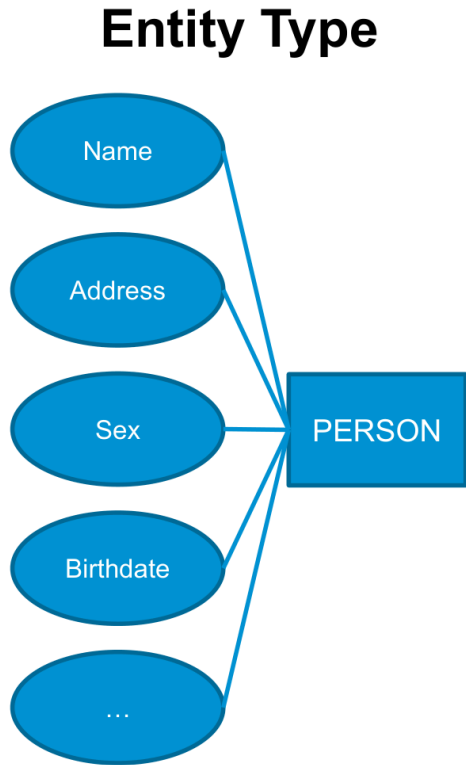 Entity Type
Name
Address
Sex
PERSON
Birthdate
…